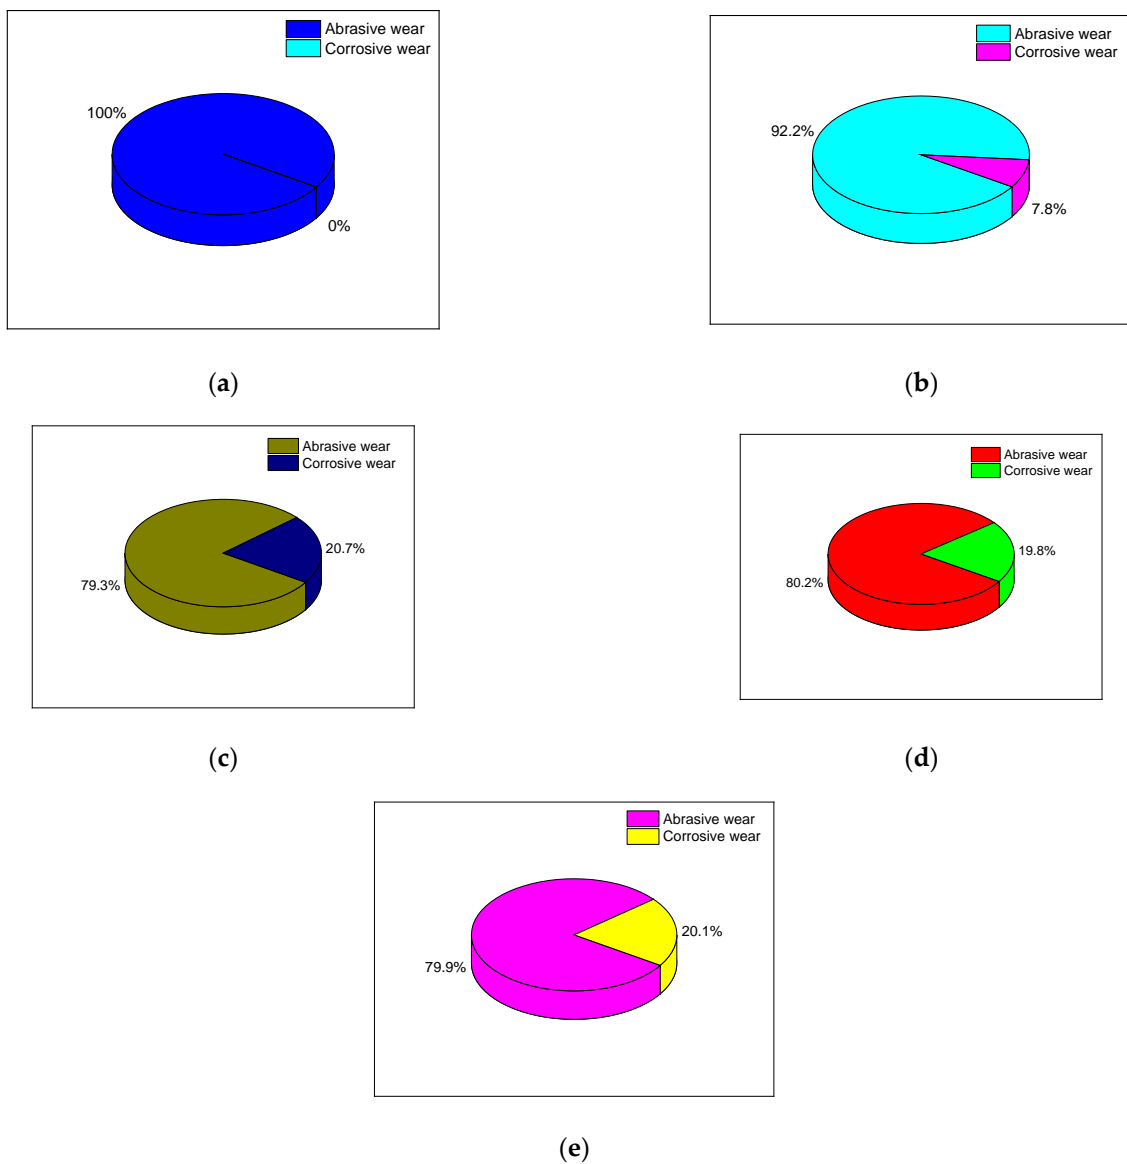 Abrasive wear
Corrosive wear
100%
0%
(a)
Abrasive wear
Corrosive wear
92.2%
7.8%
(b)
Abrasive wear
Corrosive wear
20.7%
79.3%
(c)
Abrasive wear
Corrosive wear
19.8%
80.2%
(d)
Abrasive wear
Corrosive wear
20.1%
79.9%
(e)